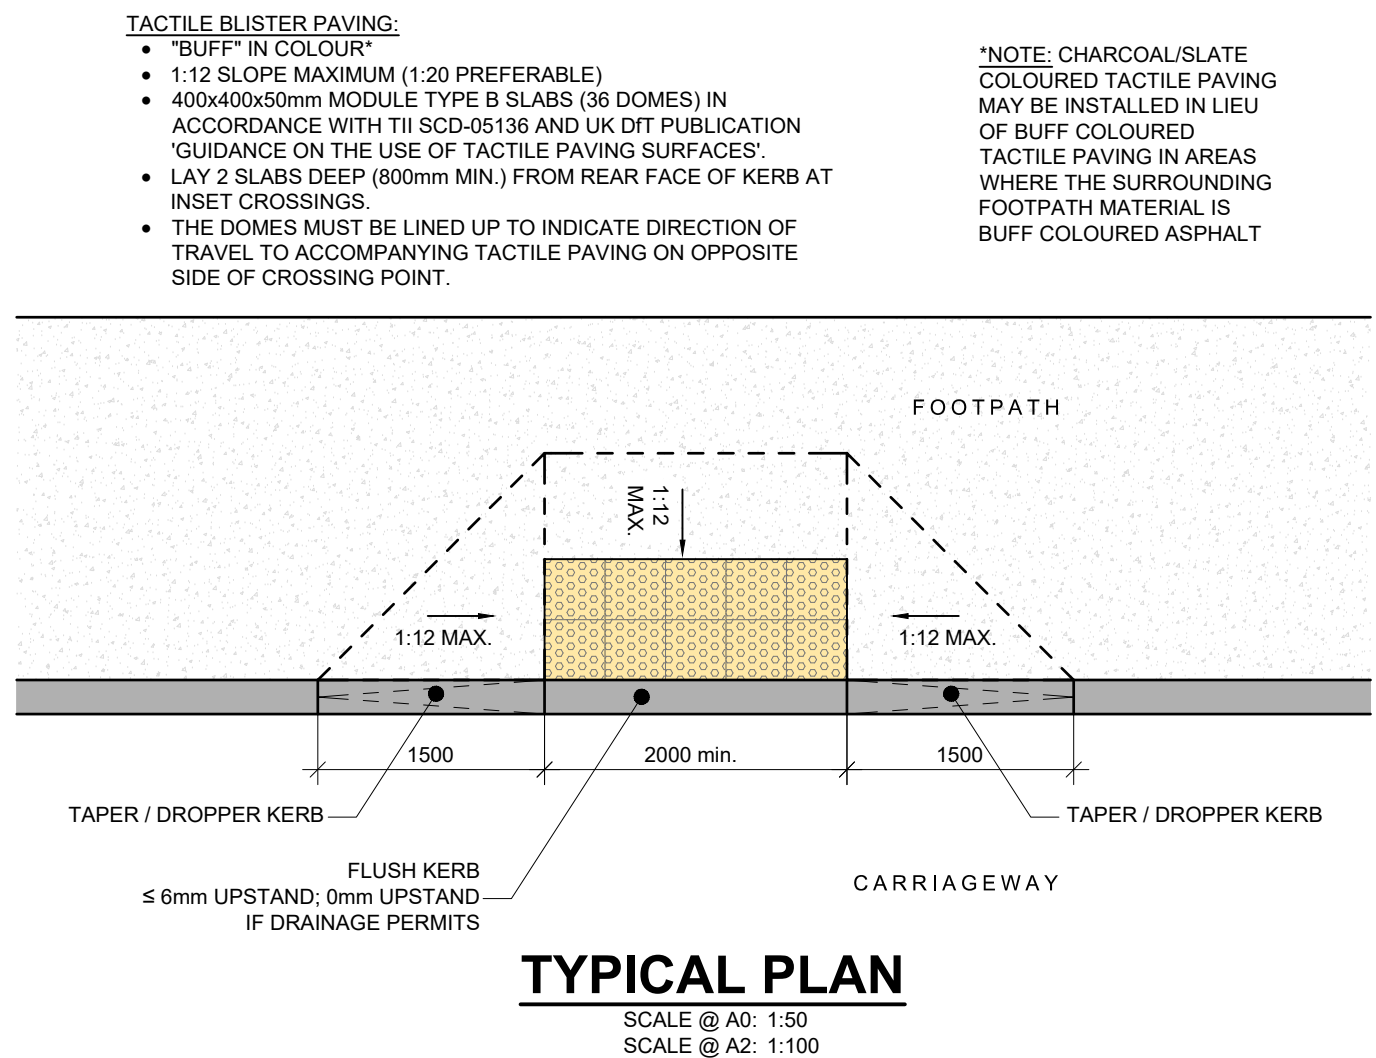 TACTILE BLISTER PAVING:
• "BUFF" IN COLOUR*
• 1:12 SLOPE MAXIMUM (1:20 PREFERABLE)
• 400x400x50mm MODULE TYPE B SLABS (36 DOMES) IN
ACCORDANCE WITH TII SCD-05136 AND UK DfT PUBLICATION
'GUIDANCE ON THE USE OF TACTILE PAVING SURFACES'.
• LAY 2 SLABS DEEP (800mm MIN.) FROM REAR FACE OF KERB AT
INSET CROSSINGS.
• THE DOMES MUST BE LINED UP TO INDICATE DIRECTION OF
TRAVEL TO ACCOMPANYING TACTILE PAVING ON OPPOSITE
SIDE OF CROSSING POINT.
*NOTE: CHARCOAL/SLATE
COLOURED TACTILE PAVING
MAY BE INSTALLED IN LIEU
OF BUFF COLOURED
TACTILE PAVING IN AREAS
WHERE THE SURROUNDING
FOOTPATH MATERIAL IS
BUFF COLOURED ASPHALT
FOOTPATH
1:12
MAX.
1:12 MAX.
1:12 MAX.
1500
2000 min.
1500
TAPER / DROPPER KERB
TAPER / DROPPER KERB
FLUSH KERB
≤ 6mm UPSTAND; 0mm UPSTAND
IF DRAINAGE PERMITS
CARRIAGEWAY
TYPICAL PLAN
SCALE @ A0: 1:50
SCALE @ A2: 1:100